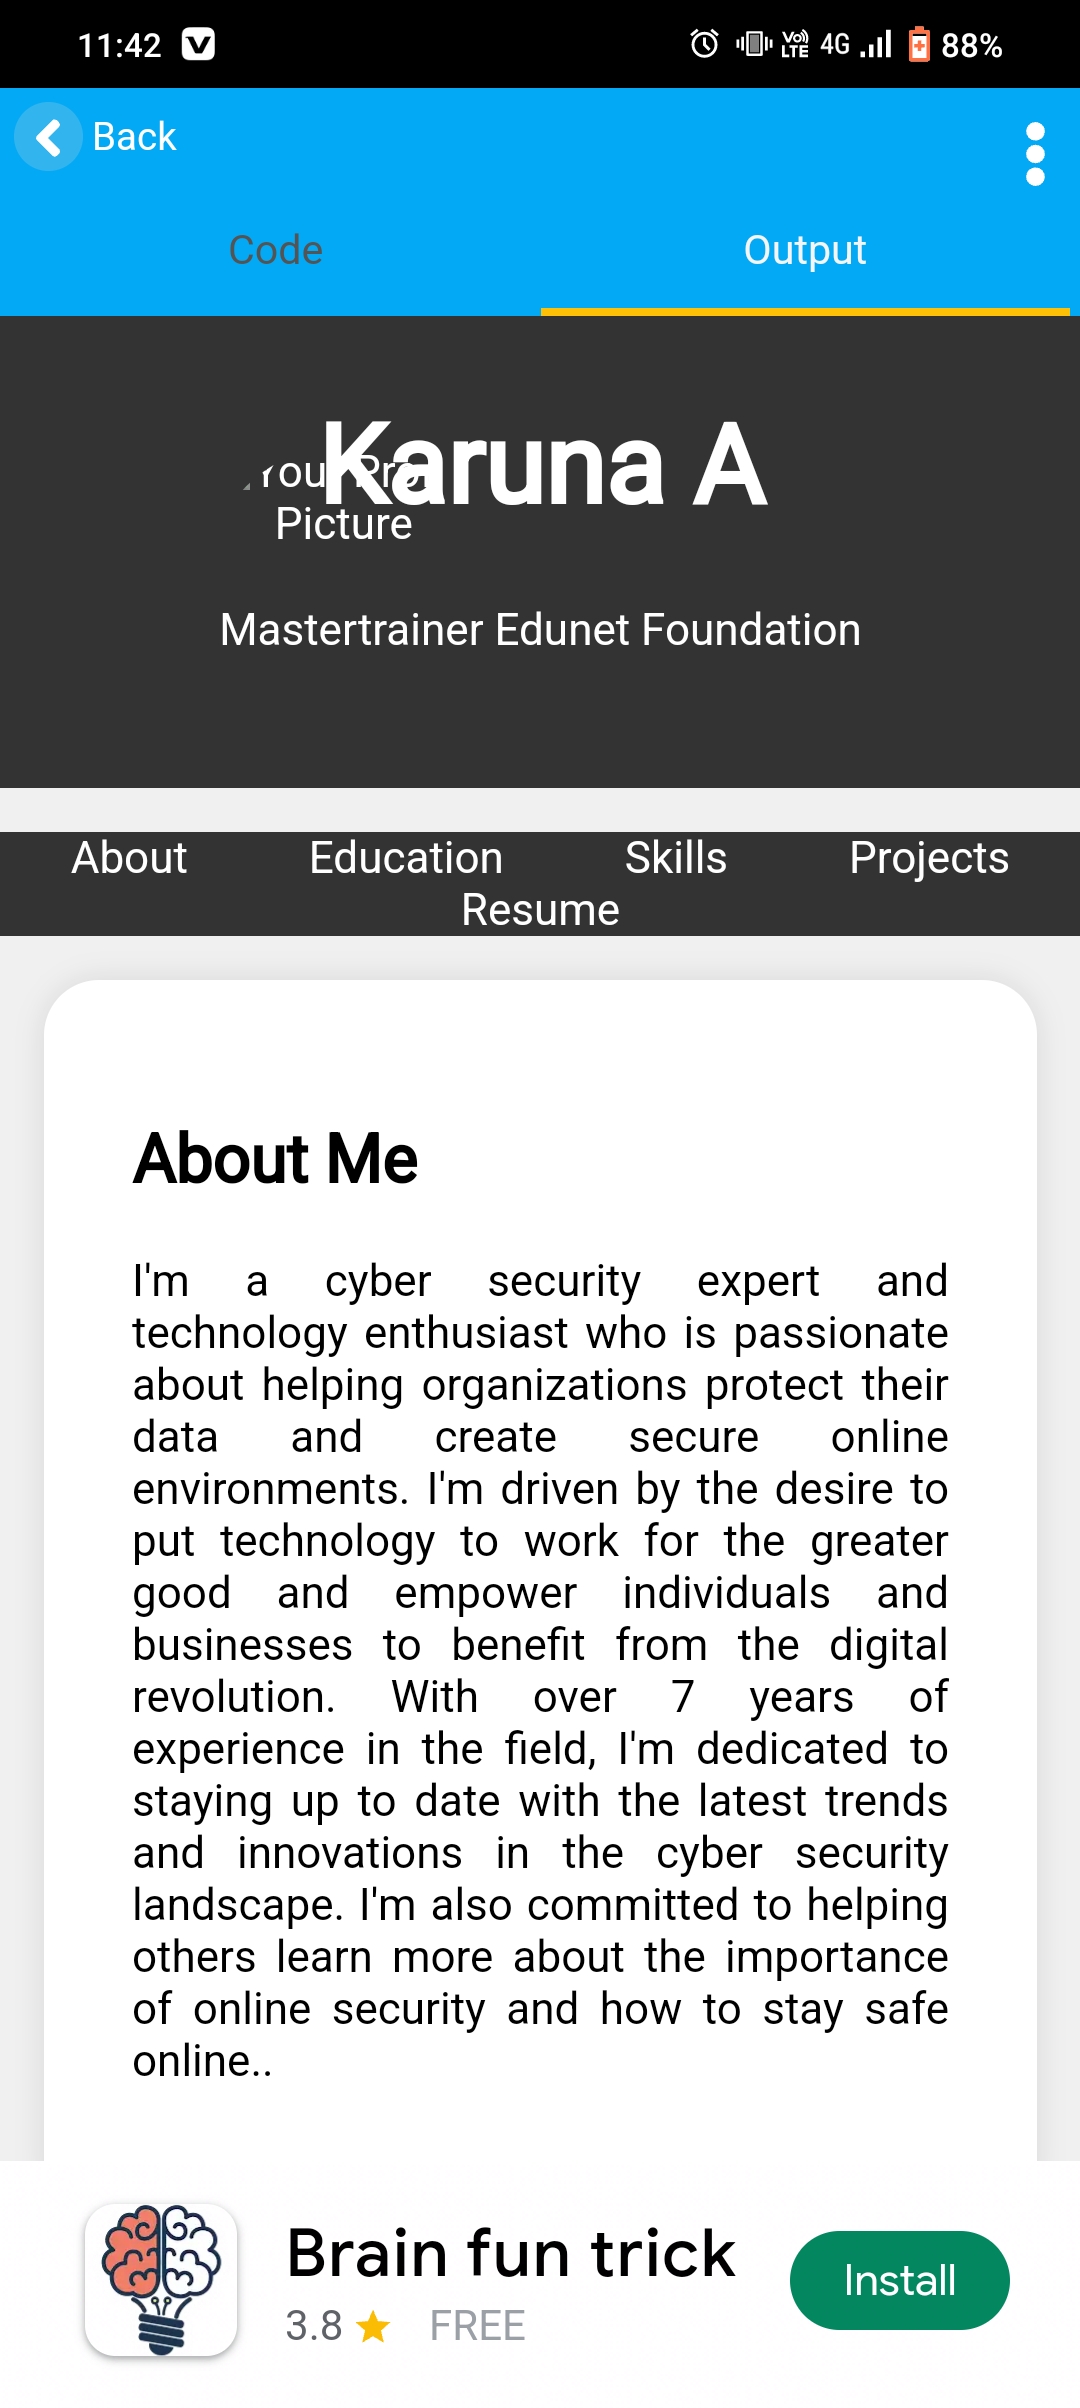 11:42
Vo) LTE 4G 88%
Back
Code Output
Karuna A
Picture
Mastertrainer Edunet Foundation
About Education Skills Projects
Resume
About Me
I'm a cyber security expert and
technology enthusiast who is passionate
about helping organizations protect their
data and create secure online
environments. I'm driven by the desire to
put technology to work for the greater
good and empower individuals and
businesses to benefit from the digital
revolution. With over 7 years of
experience in the field, I'm dedicated to
staying up to date with the latest trends
and innovations in the cyber security
landscape. I'm also committed to helping
others learn more about the importance
of online security and how to stay safe
online..
Brain fun trick
3.8 FREE
Install